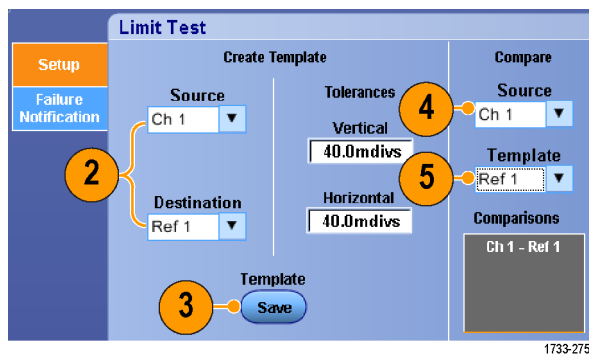 Limit Test
Setup
Failure
Notification
Create Template
Source
Ch 1
2
Destination
Ref 1
Tolerances
Vertical
40.0mdivs
Horizontal
40.0mdivs
Template
3
Save
Compare
Source
4
Ch 1
Template
5
Ref 1
Comparisons
Ch 1 - Ref 1
1733-275